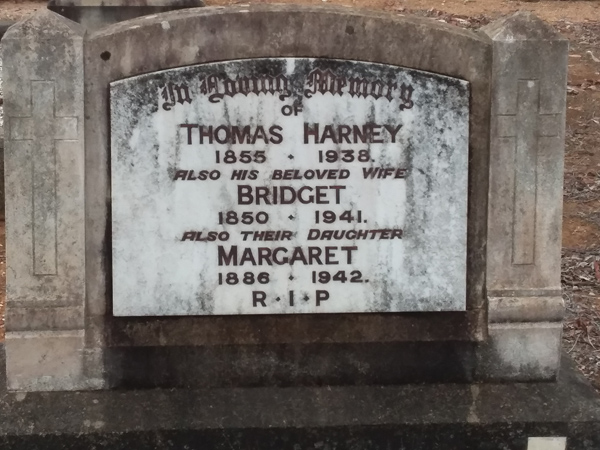 In Loving Memory
OF
THOMAS HARNEY
1855 · 1938.
ALSO HIS BELOVED WIFE
BRIDGET
1850 · 1941.
ALSO THEIR DAUGHTER
MARGARET
1886 · 1942.
R · I · P